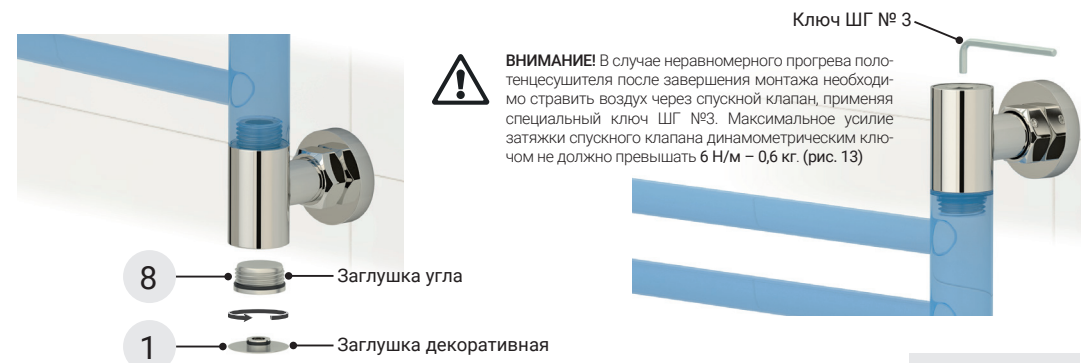 Ключ ШГ № 3
ВНИМАНИЕ! В случае неравномерного прогрева поло-
тенцесушителя после завершения монтажа необходи-
мо стравить воздух через спускной клапан, применяя
специальный ключ ШГ №3. Максимальное усилие
затяжки спускного клапана динамометрическим клю-
чом не должно превышать 6 Н/м – 0,6 кг. (рис. 13)
8
Заглушка угла
1
Заглушка декоративная